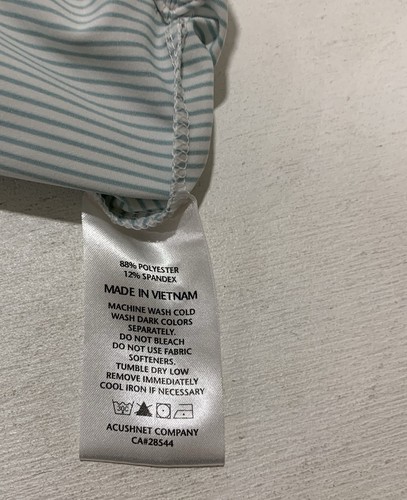 88% POLYESTER
12% SPANDEX
MADE IN VIETNAM
MACHINE WASH COLD
WASH DARK COLORS
SEPARATELY.
DO NOT BLEACH
DO NOT USE FABRIC
SOFTENERS.
TUMBLE DRY LOW
REMOVE IMMEDIATELY
COOL IRON IF NECESSARY
ACUSHNET COMPANY
CA#28544